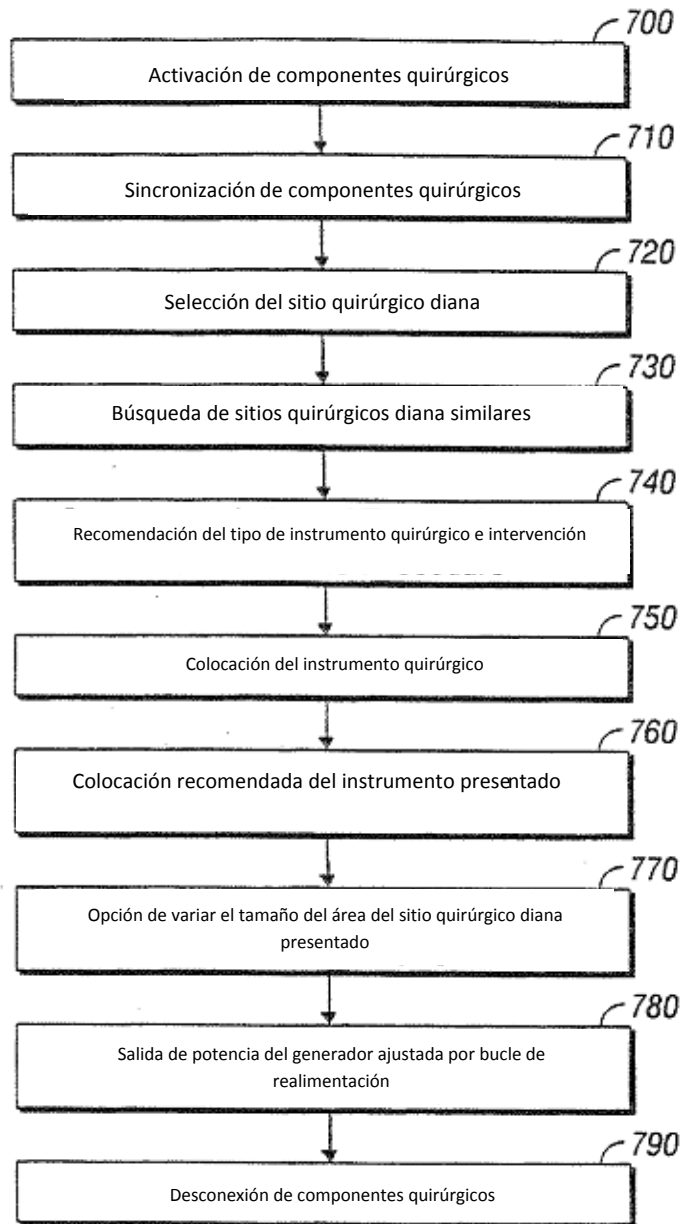 700
Activación de componentes quirúrgicos
710
Sincronización de componentes quirúrgicos
720
Selección del sitio quirúrgico diana
730
Búsqueda de sitios quirúrgicos diana similares
740
Recomendación del tipo de instrumento quirúrgico e intervención
750
Colocación del instrumento quirúrgico
760
Colocación recomendada del instrumento presentado
770
Opción de variar el tamaño del área del sitio quirúrgico diana
presentado
780
Salida de potencia del generador ajustada por bucle de
realimentación
790
Desconexión de componentes quirúrgicos